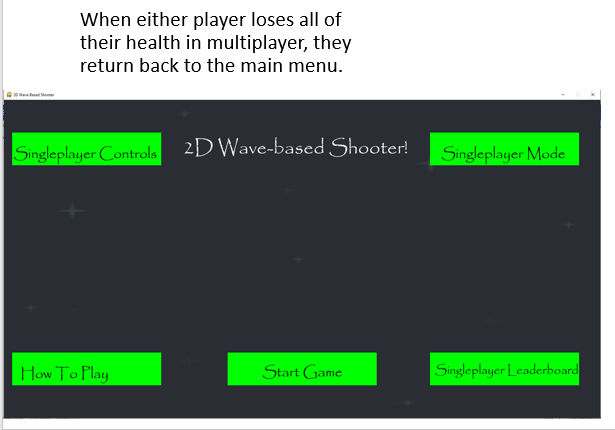 When either player loses all of
their health in multiplayer, they
return back to the main menu.
2D Wave Based Shooter
Singleplayer Controls
2D Wave-based Shooter!
Singleplayer Mode
How To Play
Start Game
Singleplayer Leaderboard